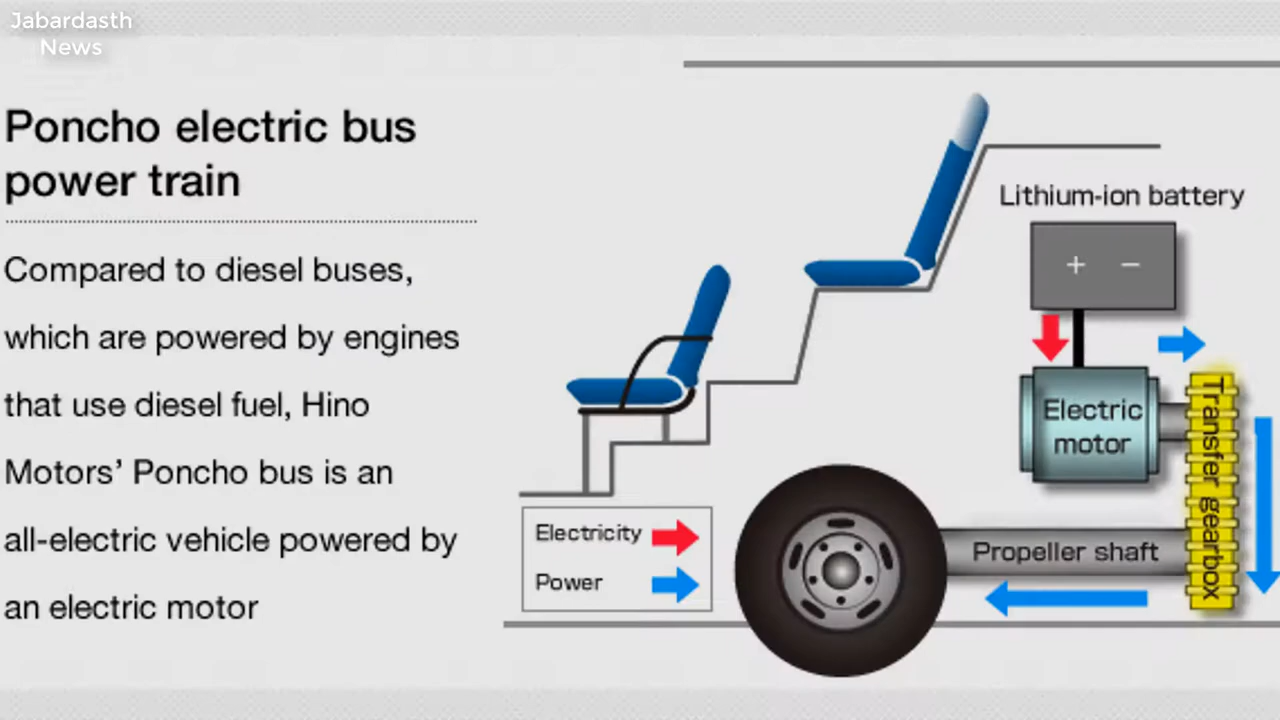 Jabardasth
News
Poncho electric bus
power train
Compared to diesel buses,
which are powered by engines
that use diesel fuel, Hino
Motors’ Poncho bus is an
all-electric vehicle powered by
an electric motor
Lithium-ion battery
+ −
Electric
motor
Transfer gearbox
Propeller shaft
Electricity
Power